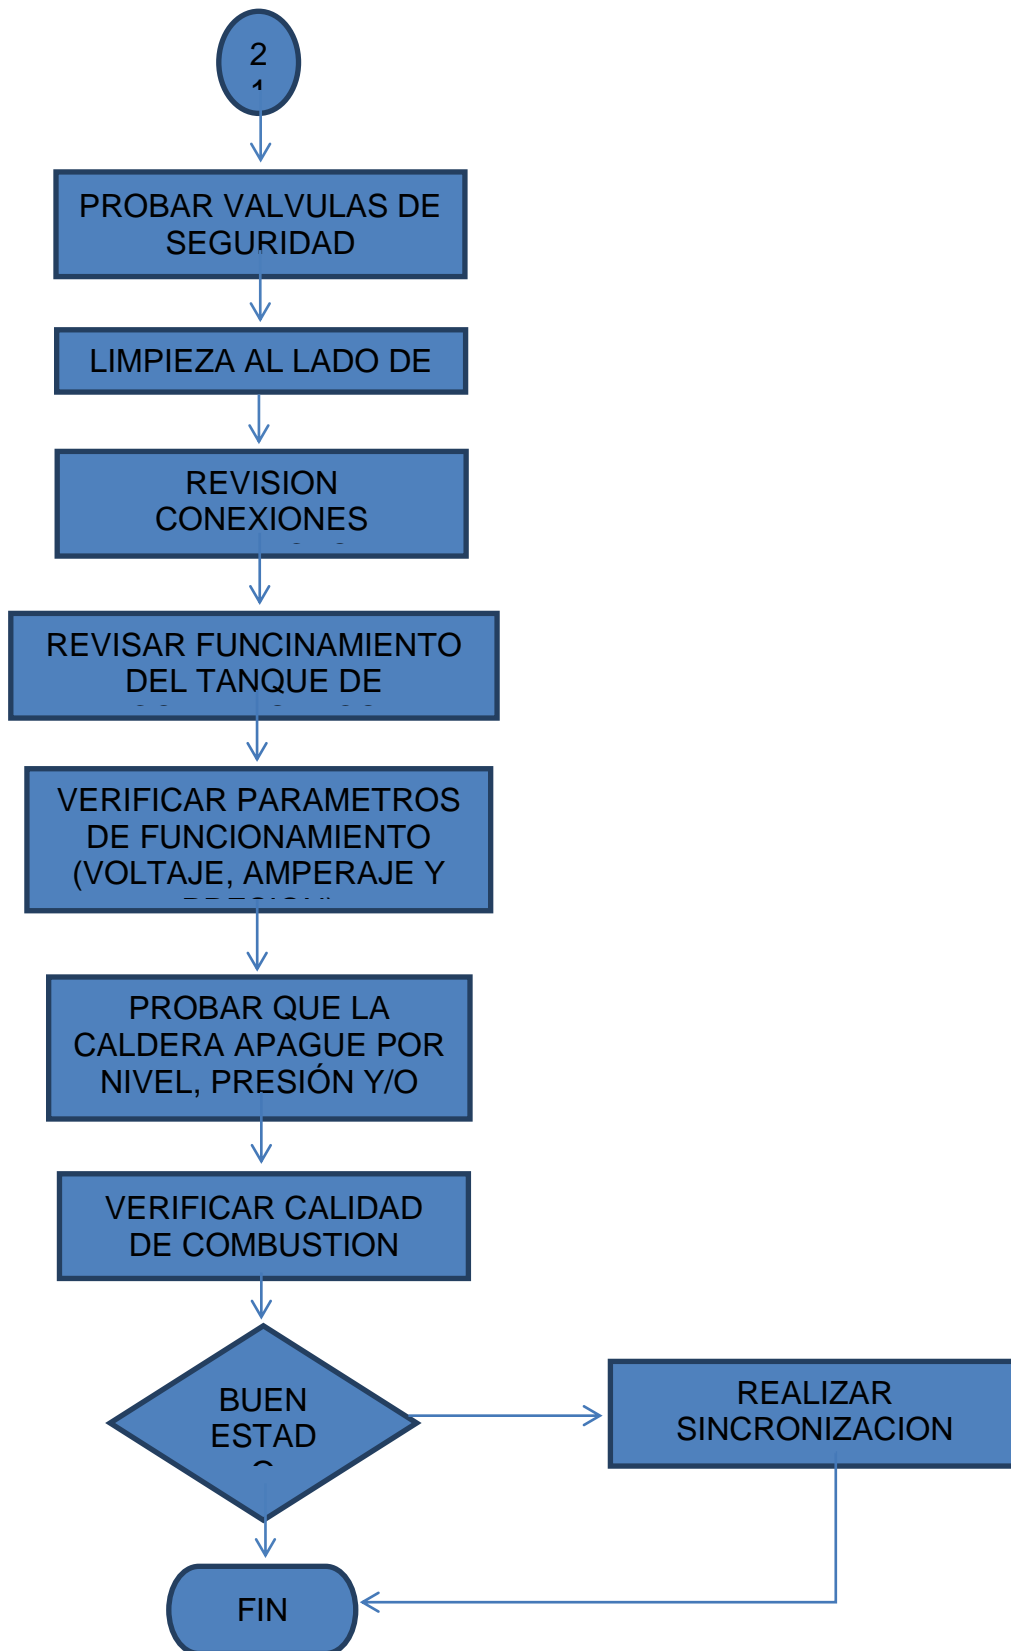 2
PROBAR VALVULAS DE
SEGURIDAD
LIMPIEZA AL LADO DE
REVISION
CONEXIONES
REVISAR FUNCINAMIENTO
DEL TANQUE DE
VERIFICAR PARAMETROS
DE FUNCIONAMIENTO
(VOLTAJE, AMPERAJE Y
PROBAR QUE LA
CALDERA APAGUE POR
NIVEL, PRESIÓN Y/O
VERIFICAR CALIDAD
DE COMBUSTION
BUEN
ESTAD
REALIZAR
SINCRONIZACION
FIN